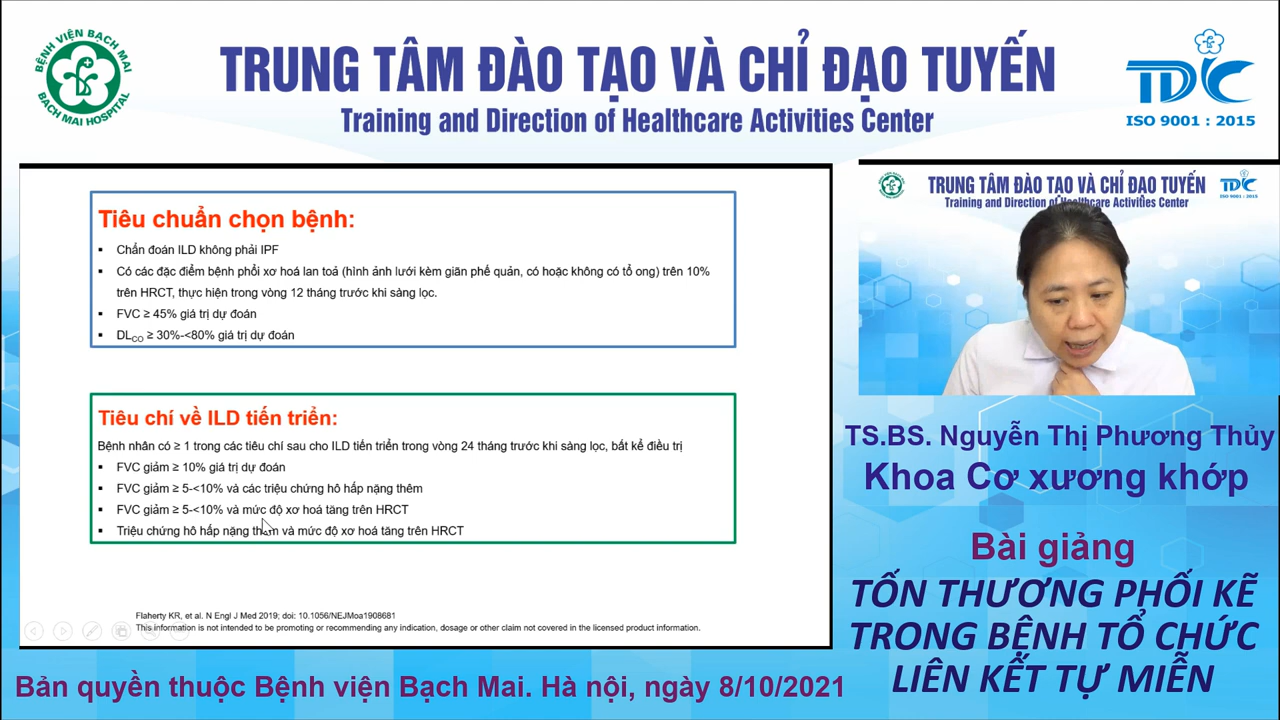 BỆNH VIỆN BẠCH MAI
BACH MAI HOSPITAL
TRUNG TÂM ĐÀO TẠO VÀ CHỈ ĐẠO TUYẾN
Training and Direction of Healthcare Activities Center
TDC
ISO 9001 : 2015
Tiêu chuẩn chọn bệnh:
▪ Chẩn đoán ILD không phải IPF
▪ Có các đặc điểm bệnh phổi xơ hoá lan toả (hình ảnh lưới kèm giãn phế quản, có hoặc không có tổ ong) trên 10%
trên HRCT, thực hiện trong vòng 12 tháng trước khi sàng lọc.
▪ FVC ≥ 45% giá trị dự đoán
▪ DLCO ≥ 30%-<80% giá trị dự đoán
Tiêu chí về ILD tiến triển:
Bệnh nhân có ≥ 1 trong các tiêu chí sau cho ILD tiến triển trong vòng 24 tháng trước khi sàng lọc, bất kể điều trị
▪ FVC giảm ≥ 10% giá trị dự đoán
▪ FVC giảm ≥ 5-<10% và các triệu chứng hô hấp nặng thêm
▪ FVC giảm ≥ 5-<10% và mức độ xơ hoá tăng trên HRCT
▪ Triệu chứng hô hấp nặng thêm và mức độ xơ hoá tăng trên HRCT
Flaherty KR, et al. N Engl J Med 2019; doi: 10.1056/NEJMoa1908681
This information is not intended to be promoting or recommending any indication, dosage or other claim not covered in the licensed product information.
TRUNG TÂM ĐÀO TẠO VÀ CHỈ ĐẠO TUYẾN
Training and Direction of Healthcare Activities Center
TDC
ISO 9001 : 2015
TS.BS. Nguyễn Thị Phương Thủy
Khoa Cơ xương khớp
Bài giảng
TỔN THƯƠNG PHỔI KẼ
TRONG BỆNH TỔ CHỨC
LIÊN KẾT TỰ MIỄN
Bản quyền thuộc Bệnh viện Bạch Mai. Hà nội, ngày 8/10/2021